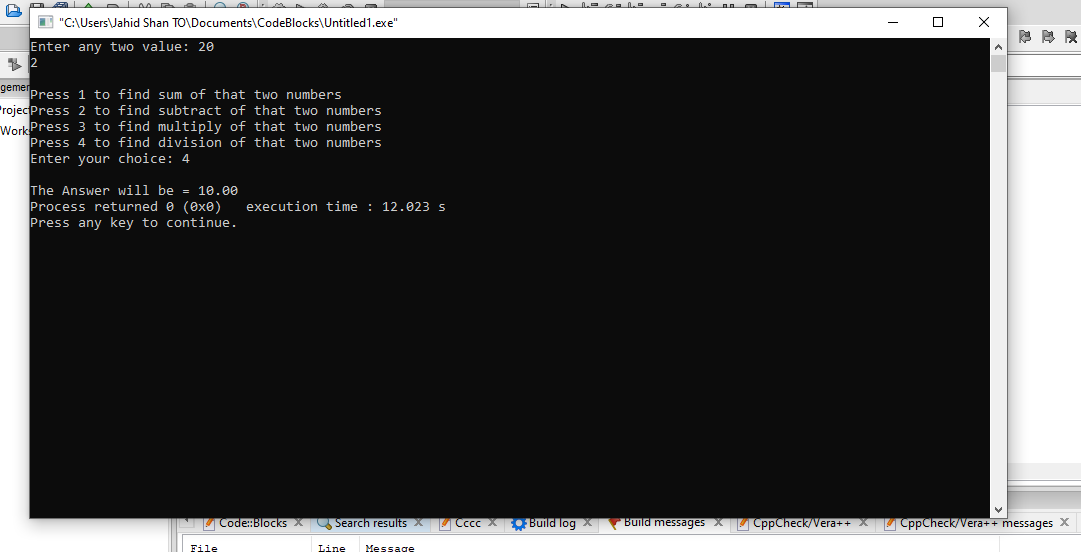 "C:\Users\Jahid Shan TO\Documents\CodeBlocks\Untitled1.exe"
Enter any two value: 20
2
Press 1 to find sum of that two numbers
Press 2 to find subtract of that two numbers
Press 3 to find multiply of that two numbers
Press 4 to find division of that two numbers
Enter your choice: 4
The Answer will be = 10.00
Process returned 0 (0x0)   execution time : 12.023 s
Press any key to continue.
Code::Blocks Search results Cccc Build log Build messages CppCheck/Vera++ CppCheck/Vera++ messages
File Line Message